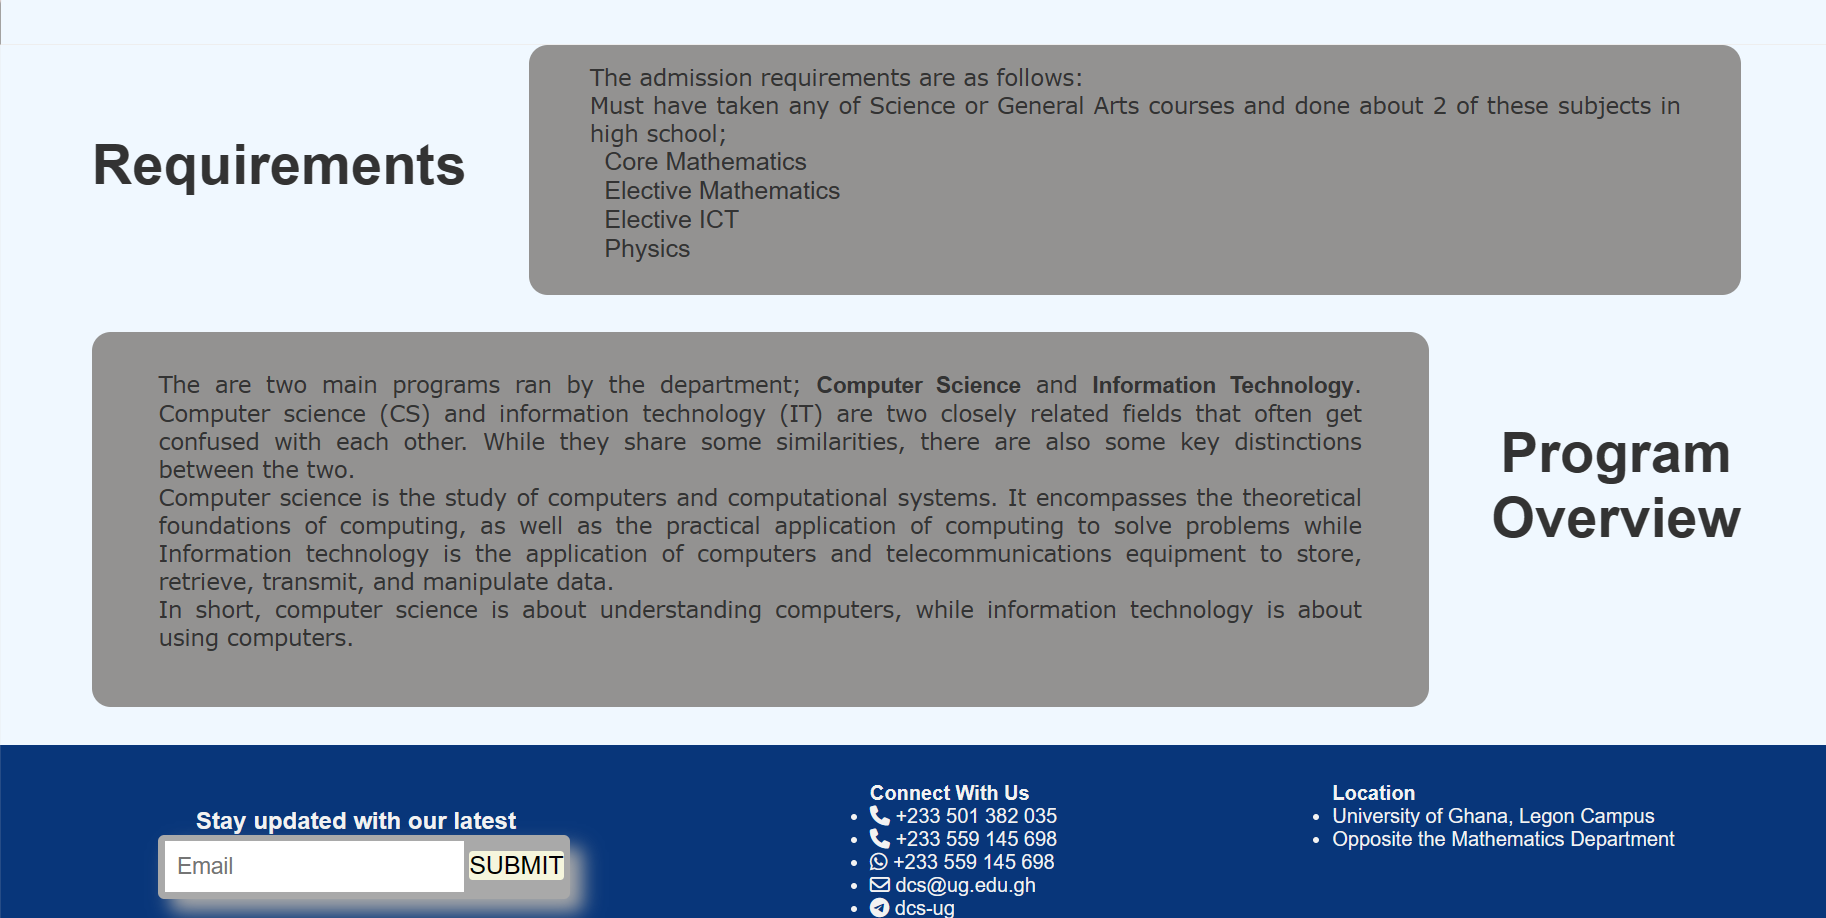 Requirements
The admission requirements are as follows:
Must have taken any of Science or General Arts courses and done about 2 of these subjects in
high school;
Core Mathematics
Elective Mathematics
Elective ICT
Physics
The are two main programs ran by the department; Computer Science and Information Technology.
Computer science (CS) and information technology (IT) are two closely related fields that often get
confused with each other. While they share some similarities, there are also some key distinctions
between the two.
Computer science is the study of computers and computational systems. It encompasses the theoretical
foundations of computing, as well as the practical application of computing to solve problems while
Information technology is the application of computers and telecommunications equipment to store,
retrieve, transmit, and manipulate data.
In short, computer science is about understanding computers, while information technology is about
using computers.
Program
Overview
Stay updated with our latest
Email
SUBMIT
Connect With Us
+233 501 382 035
+233 559 145 698
+233 559 145 698
dcs@ug.edu.gh
dcs-ug
Location
University of Ghana, Legon Campus
Opposite the Mathematics Department